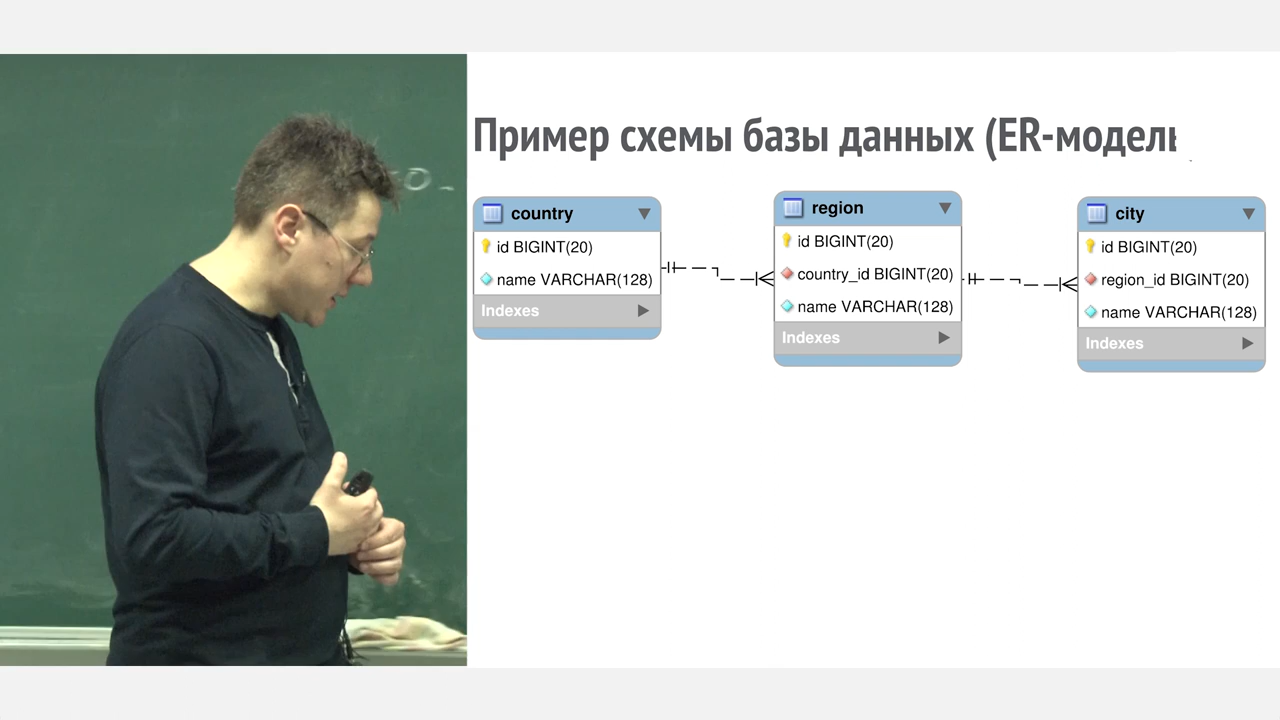 Пример схемы базы данных (ER-модель
country
id BIGINT(20)
name VARCHAR(128)
Indexes
region
id BIGINT(20)
country_id BIGINT(20)
name VARCHAR(128)
Indexes
city
id BIGINT(20)
region_id BIGINT(20)
name VARCHAR(128)
Indexes